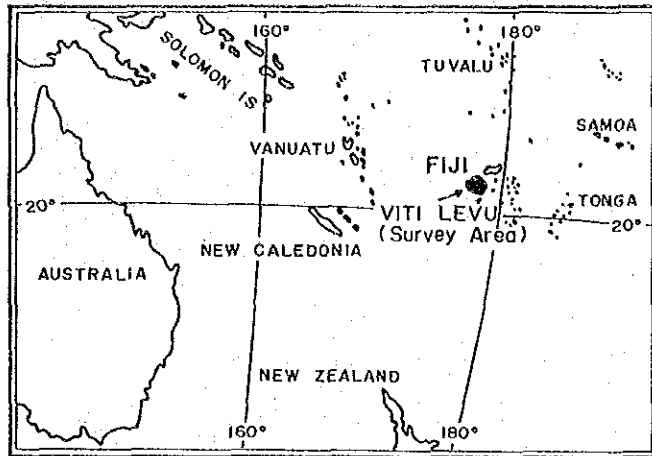 160°
180°
SOLOMON IS
TUVALU
SAMOA
VANUATU
FIJI
20°
VITI LEVU
(Survey Area)
TONGA
20°
NEW CALEDONIA
AUSTRALIA
NEW ZEALAND
160°
180°